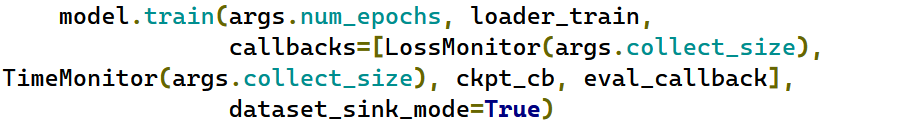 model.train(args.num_epochs, loader_train,
callbacks=[LossMonitor(args.collect_size),
TimeMonitor(args.collect_size), ckpt_cb, eval_callback],
dataset_sink_mode=True)